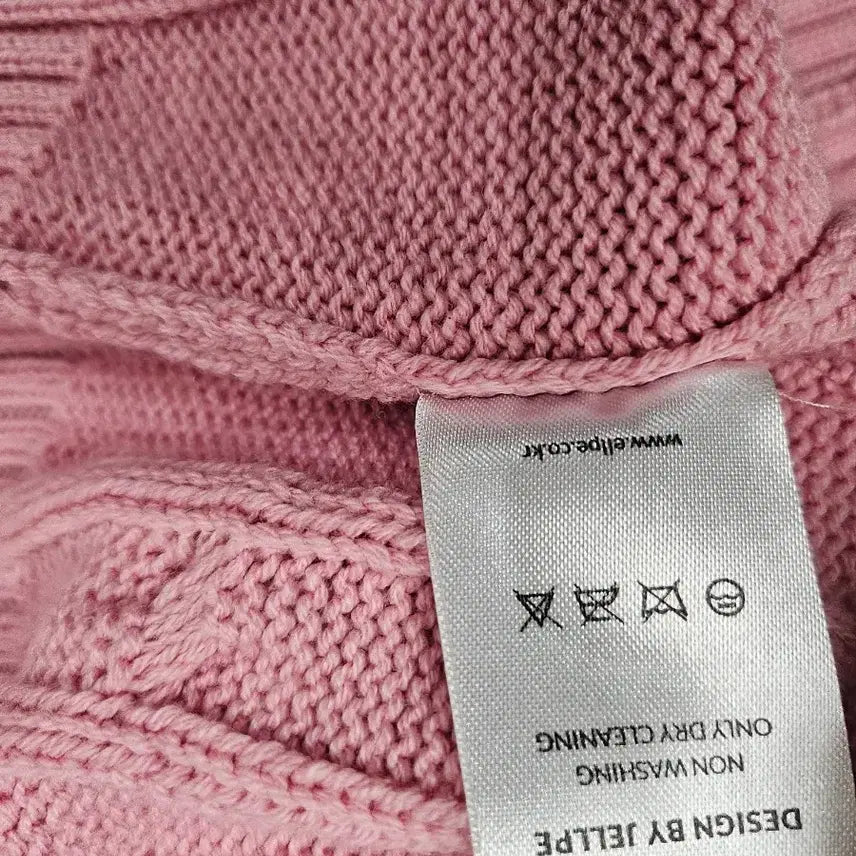 DESIGN BY JELLPE
NON WASHING
ONLY DRY CLEANING
www.ellpe.co.kr